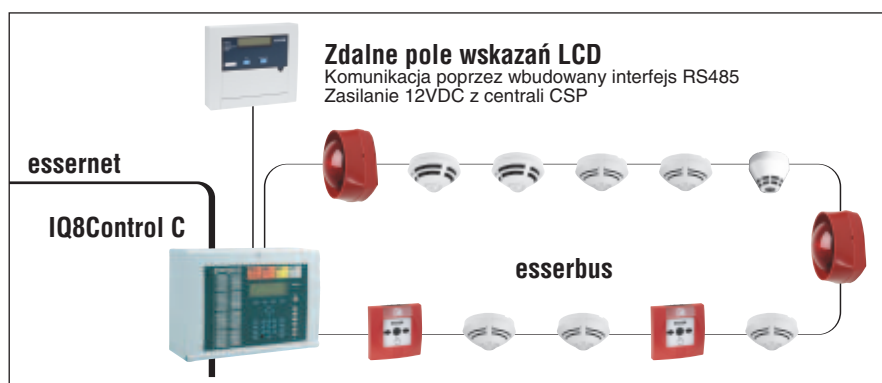 Zdalne pole wskazań LCD
Komunikacja poprzez wbudowany interfejs RS485
Zasilanie 12VDC z centrali CSP
essernet
IQ8Control C
esserbus